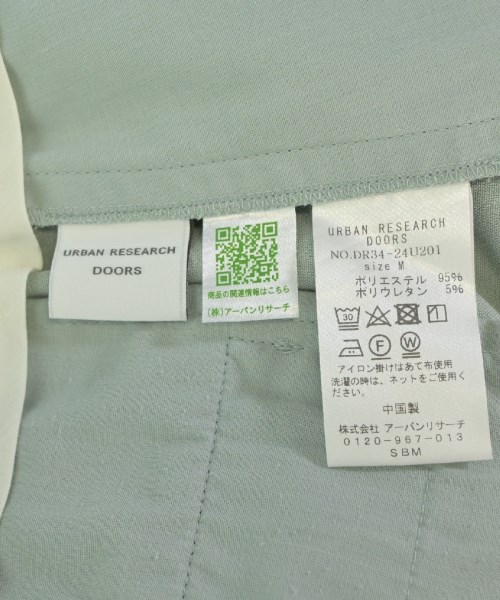 URBAN RESEARCH
DOORS
商品の関連情報はこちら
(株)アーバンリサーチ
URBAN RESEARCH
DOORS
NO.DR34-24U201
size M
ポリエステル 95%
ポリウレタン 5%
30
F
W
アイロン掛けはあて布使用
洗濯の時は、ネットをご使用ください
中国製
株式会社 アーバンリサーチ
0120-967-013
SBM